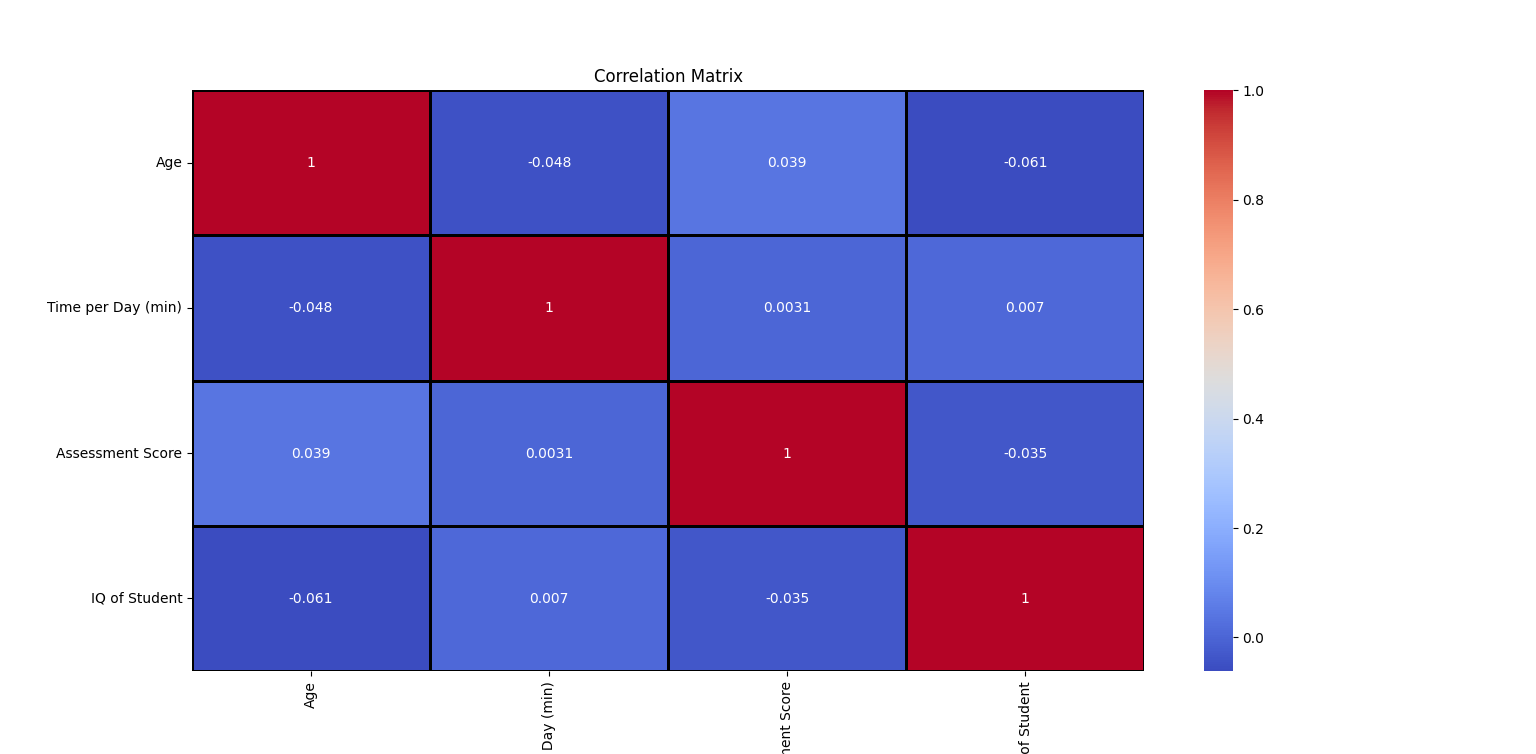 Correlation Matrix
Age 1 -0.048 0.039 -0.061
Time per Day (min) -0.048 1 0.0031 0.007
Assessment Score 0.039 0.0031 1 -0.035
IQ of Student -0.061 0.007 -0.035 1
Age
Day (min)
Score
of Student
1.0
0.8
0.6
0.4
0.2
0.0